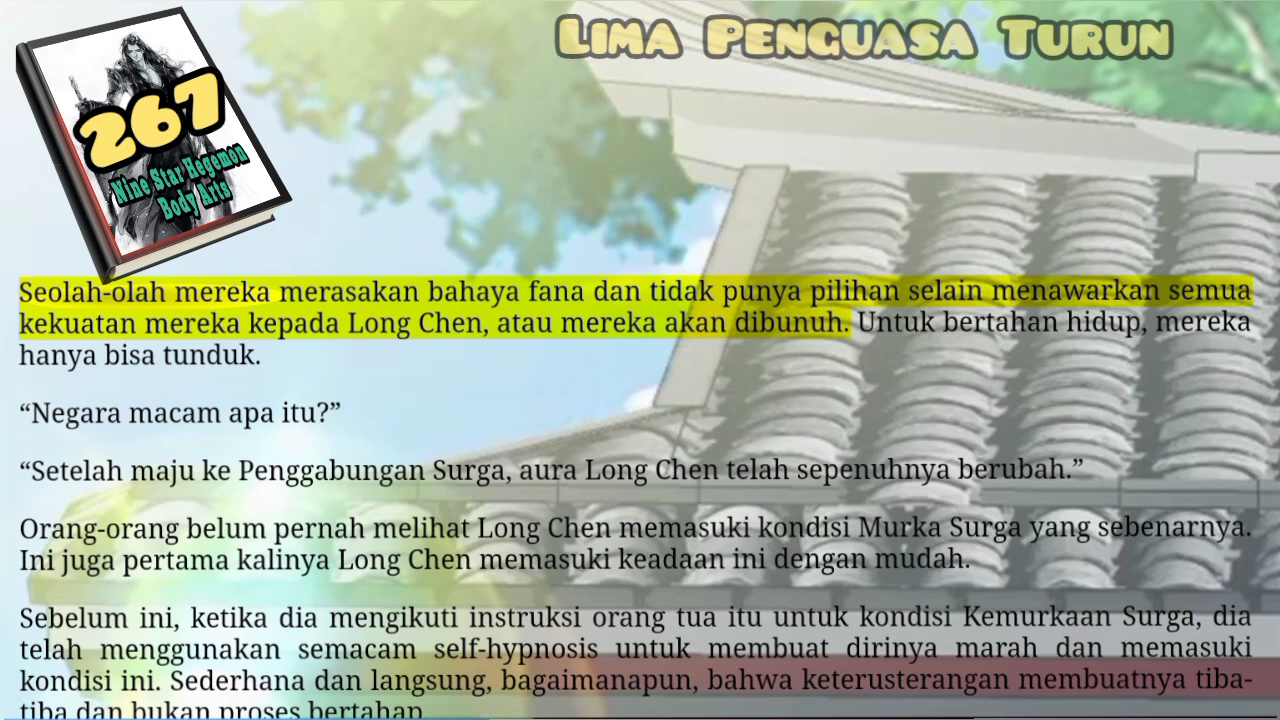 Lima Penguasa Turun
267
Nine Star Hegemon
Body Arts
Seolah-olah mereka merasakan bahaya fana dan tidak punya pilihan selain menawarkan semua
kekuatan mereka kepada Long Chen, atau mereka akan dibunuh. Untuk bertahan hidup, mereka
hanya bisa tunduk.
“Negara macam apa itu?”
“Setelah maju ke Penggabungan Surga, aura Long Chen telah sepenuhnya berubah.”
Orang-orang belum pernah melihat Long Chen memasuki kondisi Murka Surga yang sebenarnya.
Ini juga pertama kalinya Long Chen memasuki keadaan ini dengan mudah.
Sebelum ini, ketika dia mengikuti instruksi orang tua itu untuk kondisi Kemurkaan Surga, dia
telah menggunakan semacam self-hypnosis untuk membuat dirinya marah dan memasuki
kondisi ini. Sederhana dan langsung, bagaimanapun, bahwa keterusterangan membuatnya tiba-
tiba dan bukan proses bertahap.